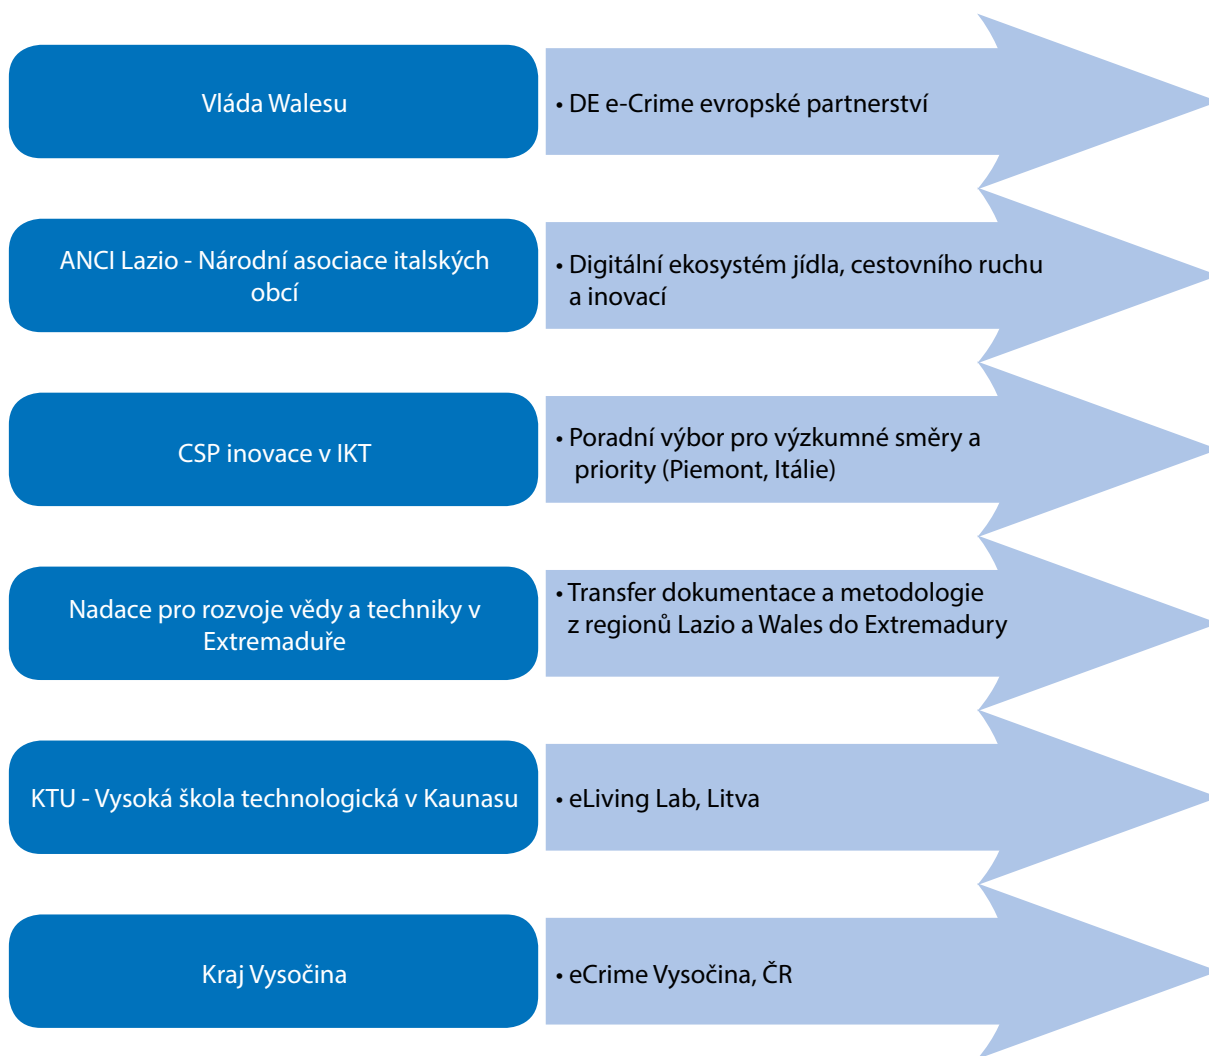 Vláda Walesu
• DE e-Crime evropské partnerství
ANCI Lazio - Národní asociace italských
obcí
• Digitální ekosystém jídla, cestovního ruchu
a inovací
CSP inovace v IKT
• Poradní výbor pro výzkumné směry a
priority (Piemont, Itálie)
Nadace pro rozvoje vědy a techniky v
Extremaduře
• Transfer dokumentace a metodologie
z regionů Lazio a Wales do Extremadury
KTU - Vysoká škola technologická v Kaunasu
• eLiving Lab, Litva
Kraj Vysočina
• eCrime Vysočina, ČR